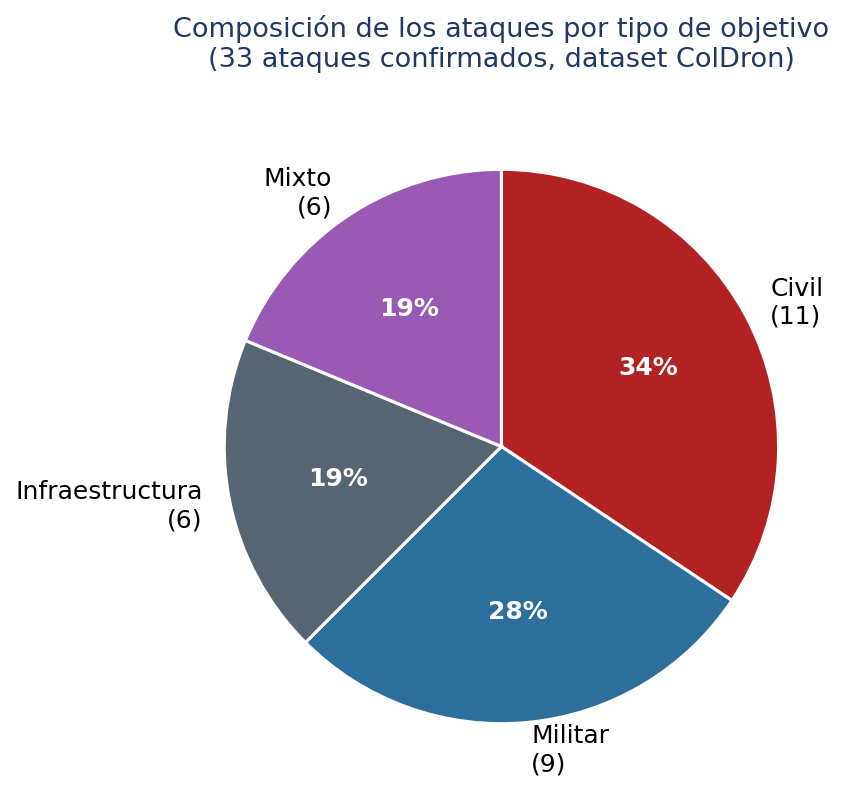 Composición de los ataques por tipo de objetivo
(33 ataques confirmados, dataset ColDron)
Mixto
(6)
Civil
(11)
19%
34%
19%
Infraestructura
(6)
28%
Militar
(9)